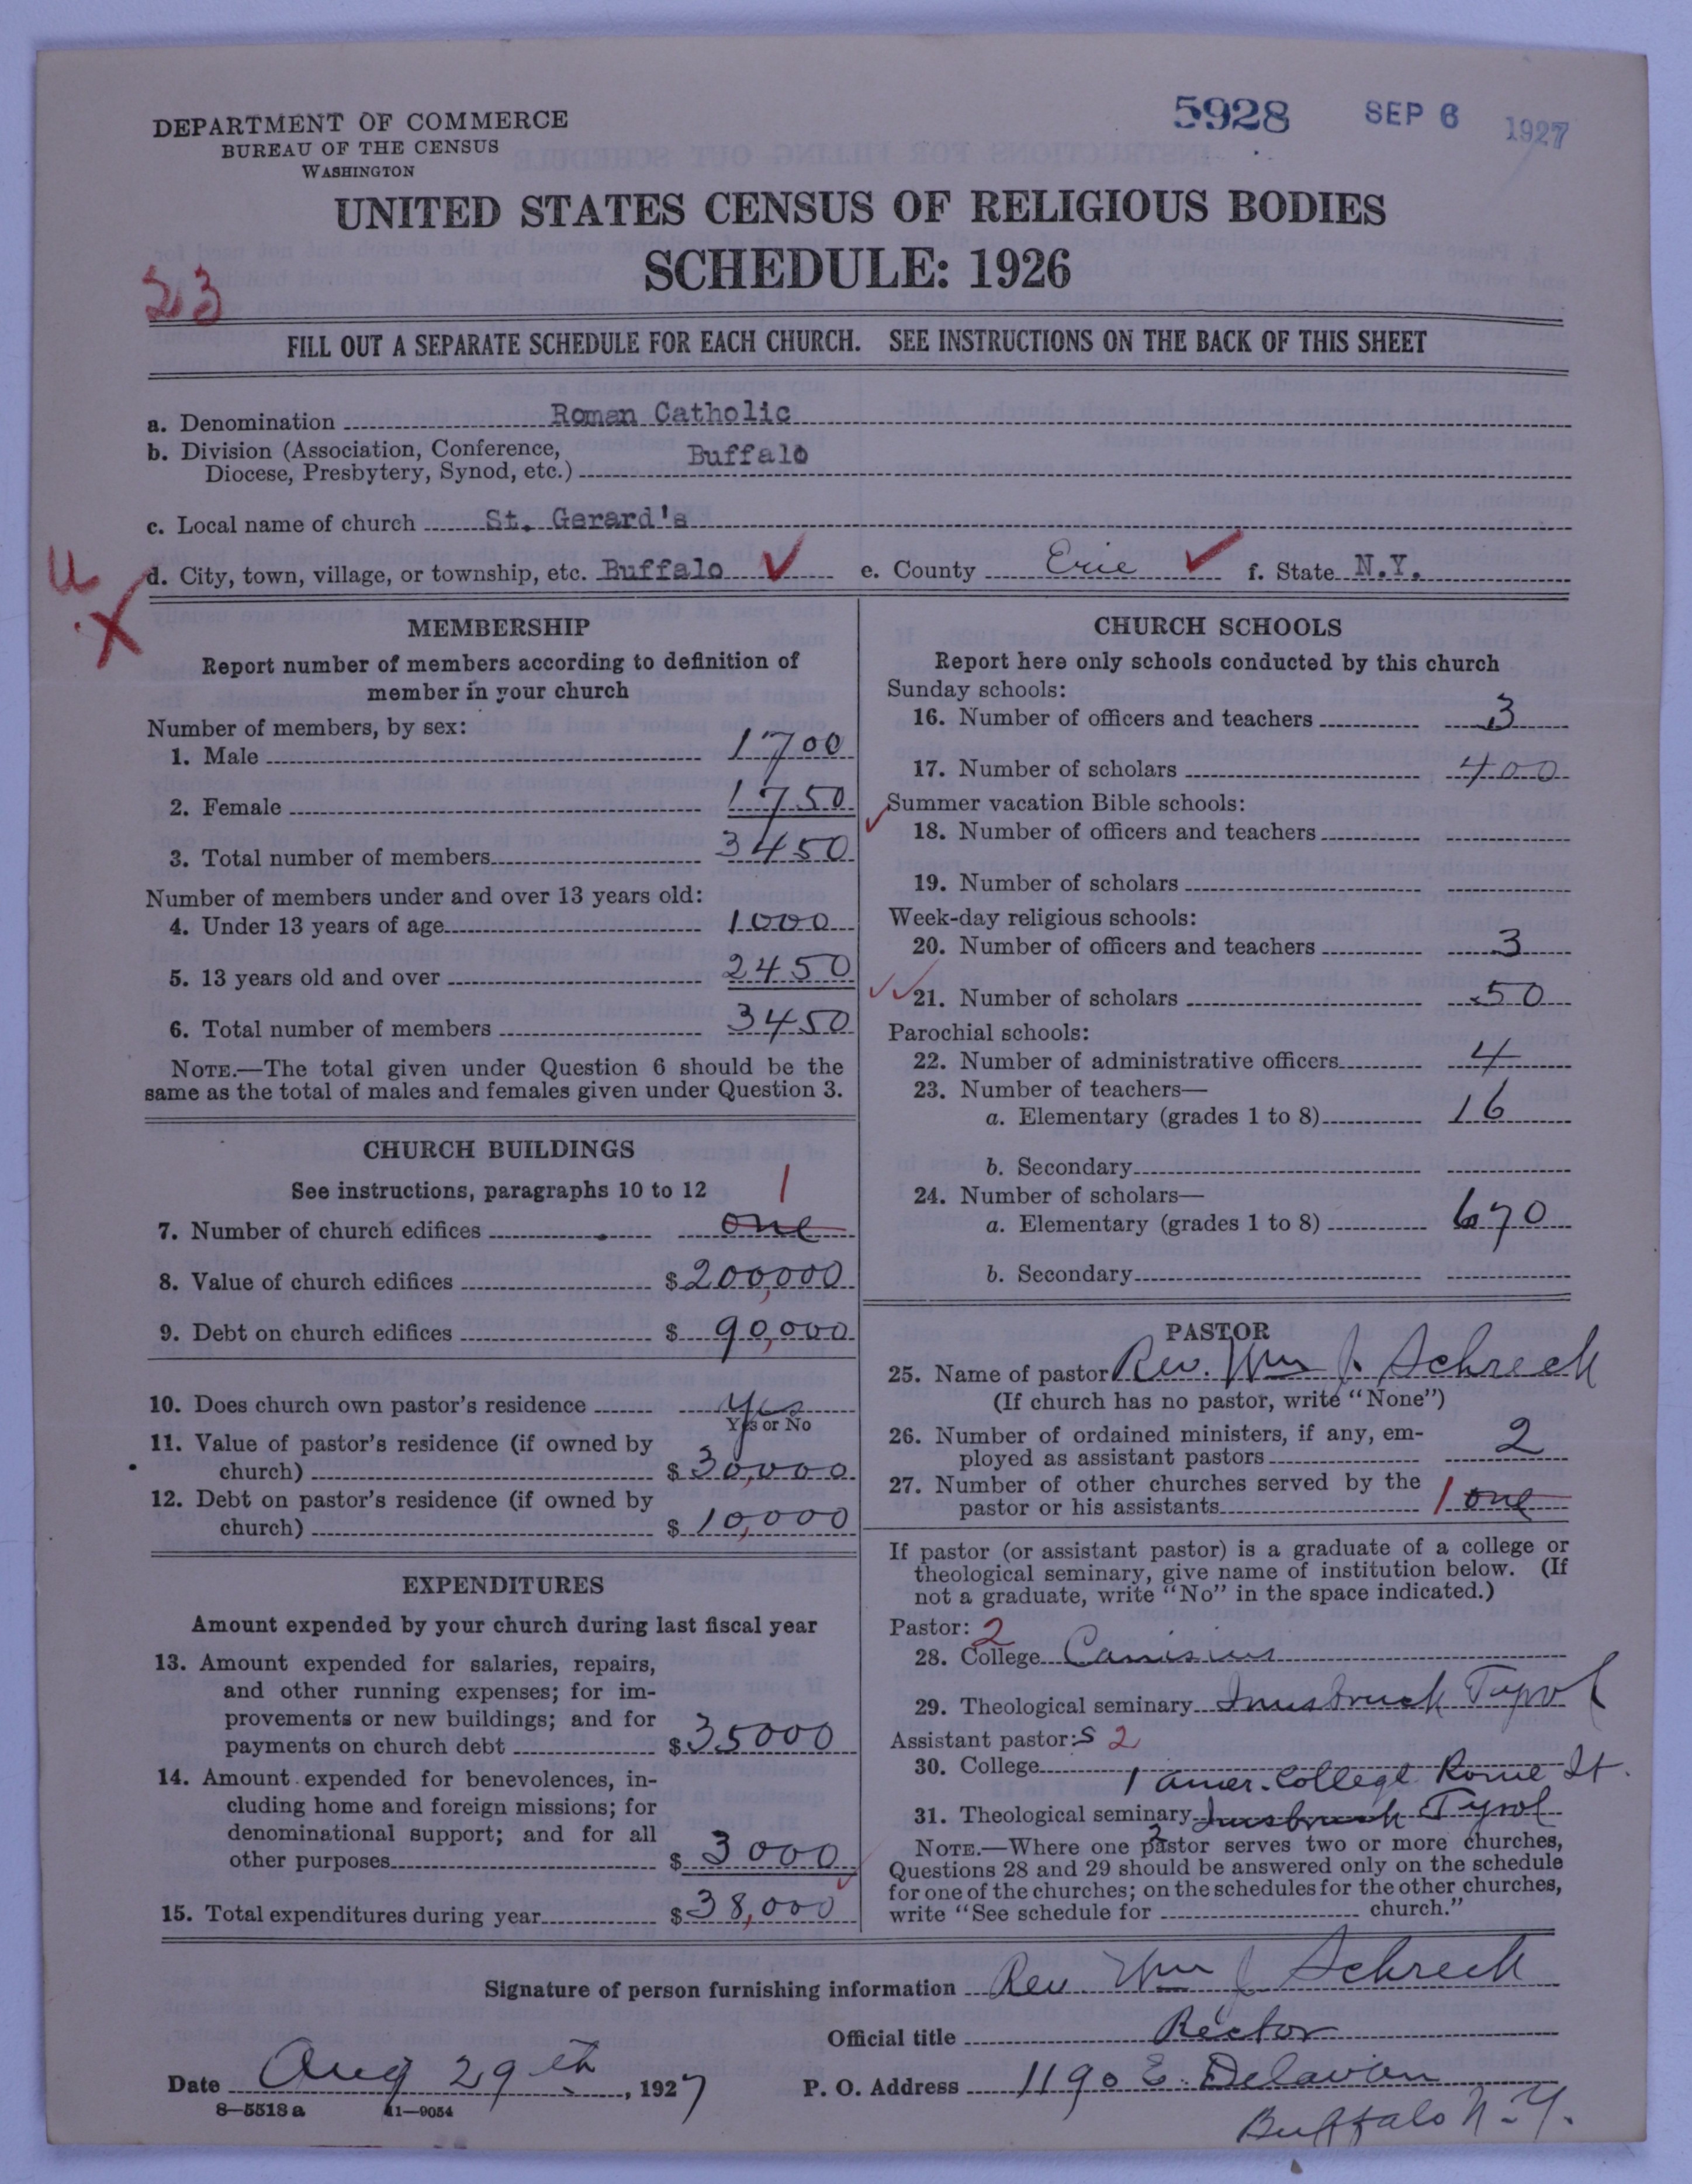 5928 SEP 6 1927
DEPARTMENT OF COMMERCE
BUREAU OF THE CENSUS
WASHINGTON
UNITED STATES CENSUS OF RELIGIOUS BODIES
SCHEDULE: 1926
23
FILL OUT A SEPARATE SCHEDULE FOR EACH CHURCH. SEE INSTRUCTIONS ON THE BACK OF THIS SHEET
a. Denomination Roman Catholic
b. Division (Association, Conference,
Diocese, Presbytery, Synod, etc.) Buffalo
c. Local name of church St. Gerard's
d. City, town, village, or township, etc. Buffalo e. County Erie f. State N.Y.
MEMBERSHIP
Report number of members according to definition of
member in your church
Number of members, by sex:
1. Male 1700
2. Female 1750
3. Total number of members 3450
Number of members under and over 13 years old:
4. Under 13 years of age 1000
5. 13 years old and over 2450
6. Total number of members 3450
NOTE.—The total given under Question 6 should be the
same as the total of males and females given under Question 3.
CHURCH BUILDINGS
See instructions, paragraphs 10 to 12 1
7. Number of church edifices one
8. Value of church edifices $ 200,000
9. Debt on church edifices $ 90,000
10. Does church own pastor's residence Yes
Yes or No
11. Value of pastor's residence (if owned by
church) $ 30,000
12. Debt on pastor's residence (if owned by
church) $ 10,000
EXPENDITURES
Amount expended by your church during last fiscal year
13. Amount expended for salaries, repairs,
and other running expenses; for im-
provements or new buildings; and for
payments on church debt $ 35000
14. Amount expended for benevolences, in-
cluding home and foreign missions; for
denominational support; and for all
other purposes $ 3000
15. Total expenditures during year $ 38,000
CHURCH SCHOOLS
Report here only schools conducted by this church
Sunday schools:
16. Number of officers and teachers 3
17. Number of scholars 400
Summer vacation Bible schools:
18. Number of officers and teachers
19. Number of scholars
Week-day religious schools:
20. Number of officers and teachers 3
21. Number of scholars 50
Parochial schools:
22. Number of administrative officers 4
23. Number of teachers—
a. Elementary (grades 1 to 8) 16
b. Secondary
24. Number of scholars—
a. Elementary (grades 1 to 8) 670
b. Secondary
PASTOR
25. Name of pastor Rev. Wm J. Schreck
(If church has no pastor, write "None")
26. Number of ordained ministers, if any, em-
ployed as assistant pastors 2
27. Number of other churches served by the
pastor or his assistants 1 one
If pastor (or assistant pastor) is a graduate of a college or
theological seminary, give name of institution below. (If
not a graduate, write "No" in the space indicated.)
Pastor: 2
28. College Canisius
29. Theological seminary Innsbruck Tyrol
Assistant pastor:s 2
30. College
1 Amer. College Rome It.
31. Theological seminary Innsbruck Tyrol
2
NOTE.—Where one pastor serves two or more churches,
Questions 28 and 29 should be answered only on the schedule
for one of the churches; on the schedules for the other churches,
write "See schedule for church."
Signature of person furnishing information Rev Wm J Schreck
Official title Rector
Date Aug 29th, 1927 P. O. Address 1190 E. Delavan
8—5518 a 11—9054
Buffalo N.Y.